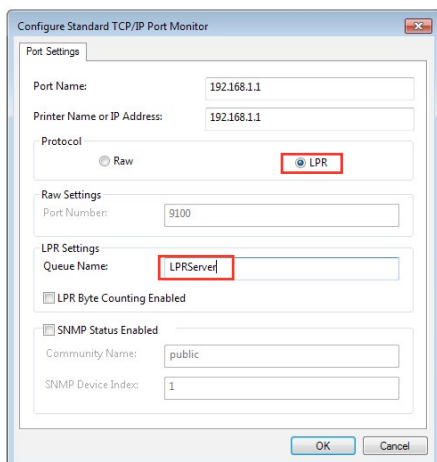 Configure Standard TCP/IP Port Monitor
Port Settings
Port Name: 192.168.1.1
Printer Name or IP Address: 192.168.1.1
Protocol
Raw LPR
Raw Settings
Port Number: 9100
LPR Settings
Queue Name: LPRServer
LPR Byte Counting Enabled
SNMP Status Enabled
Community Name: public
SNMP Device Index: 1
OK Cancel